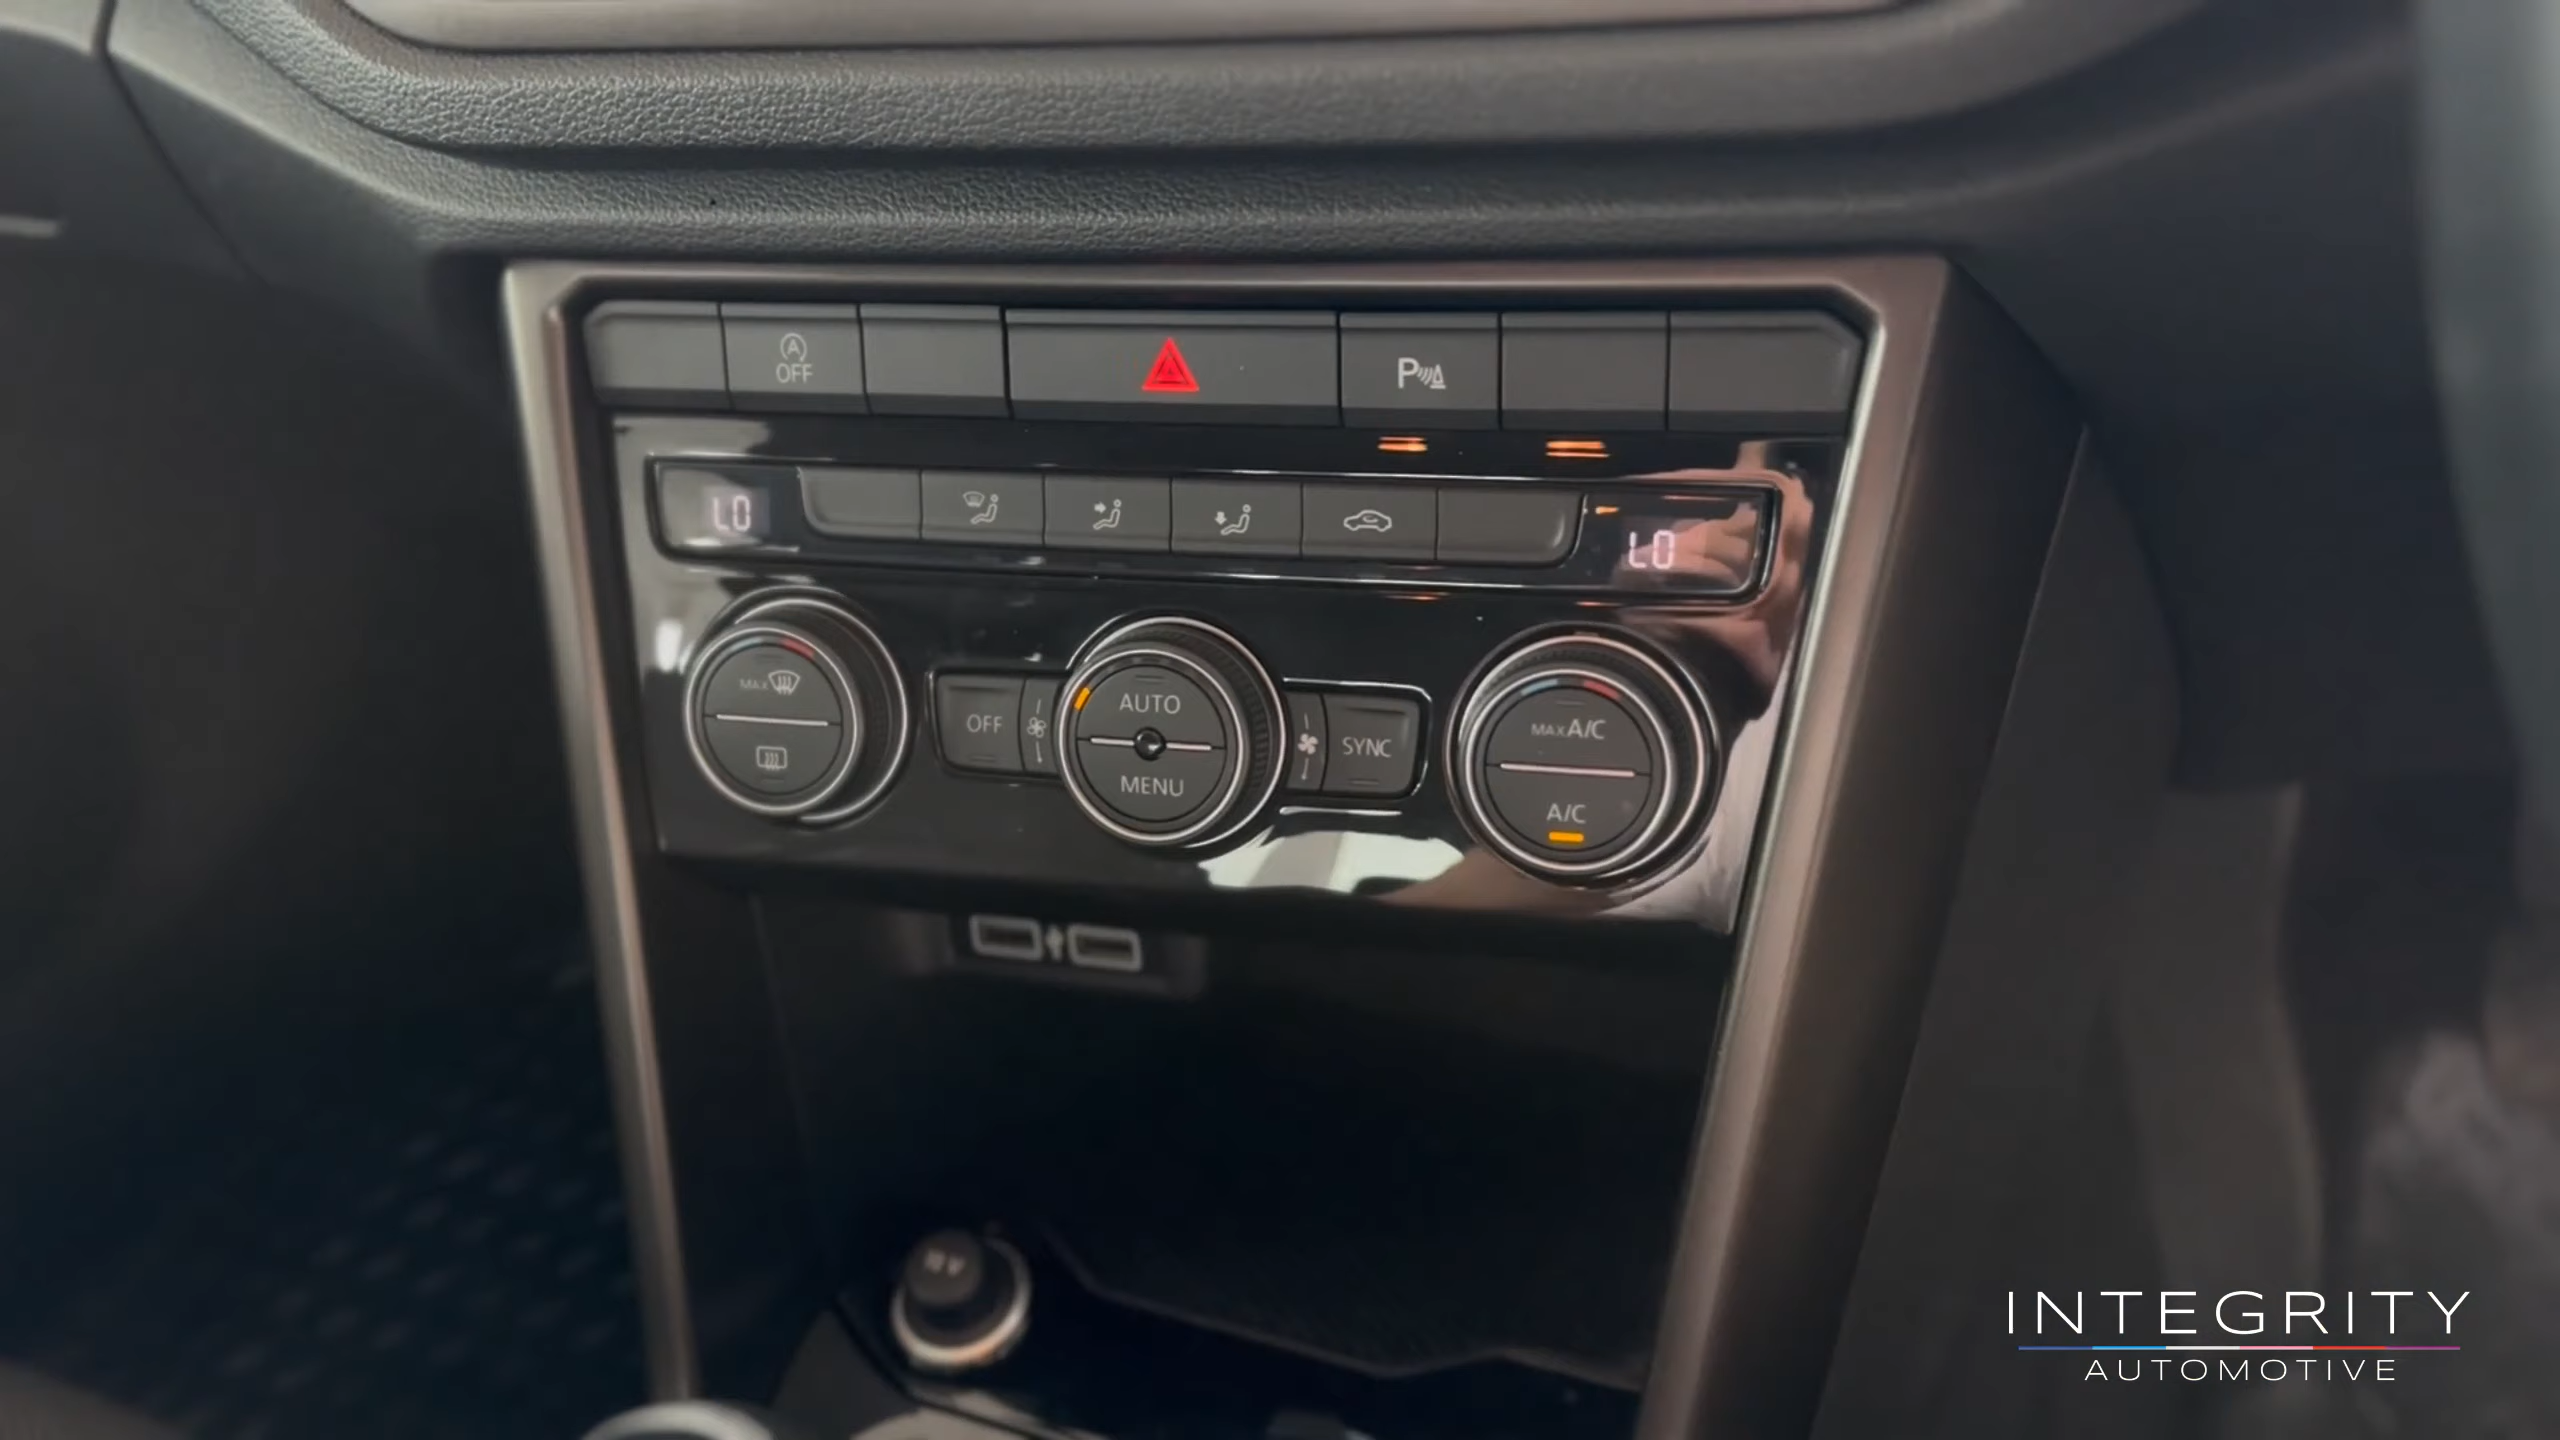 A
OFF
P
LO
LO
MAX
OFF
AUTO
MENU
SYNC
MAX A/C
A/C
INTEGRITY
AUTOMOTIVE